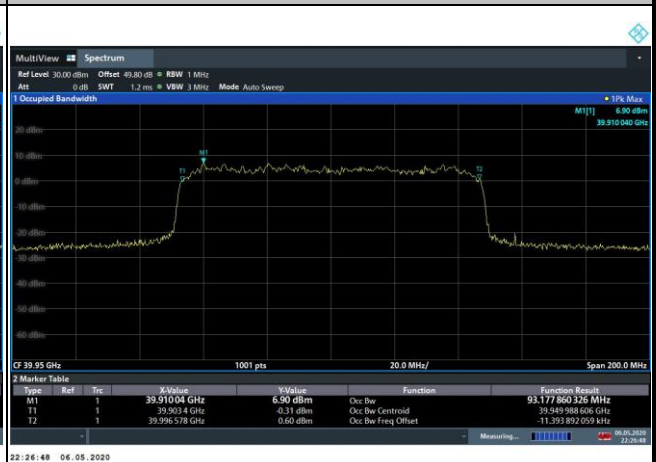 MultiView Spectrum
Ref Level 30.00 dBm Offset 49.80 dB RBW 1 MHz
Att 0 dB SWT 1.2 ms VBW 3 MHz Mode Auto Sweep
1 Occupied Bandwidth 1Pk Max
M1[1] 6.90 dBm
39.910 040 GHz
20 dBm
10 dBm
M1
T1 T2
0 dBm
-10 dBm
-20 dBm
-30 dBm
-40 dBm
-50 dBm
-60 dBm
CF 39.95 GHz 1001 pts 20.0 MHz/ Span 200.0 MHz
2 Marker Table
Type Ref Trc X-Value Y-Value Function Function Result
M1 1 39.91004 GHz 6.90 dBm Occ Bw 93.177 860 326 MHz
T1 1 39.903 4 GHz -0.31 dBm Occ Bw Centroid 39.949 988 606 GHz
T2 1 39.996 578 GHz 0.60 dBm Occ Bw Freq Offset -11.393 892 059 kHz
Measuring... 06.05.2020
22:26:48
22:26:48 06.05.2020